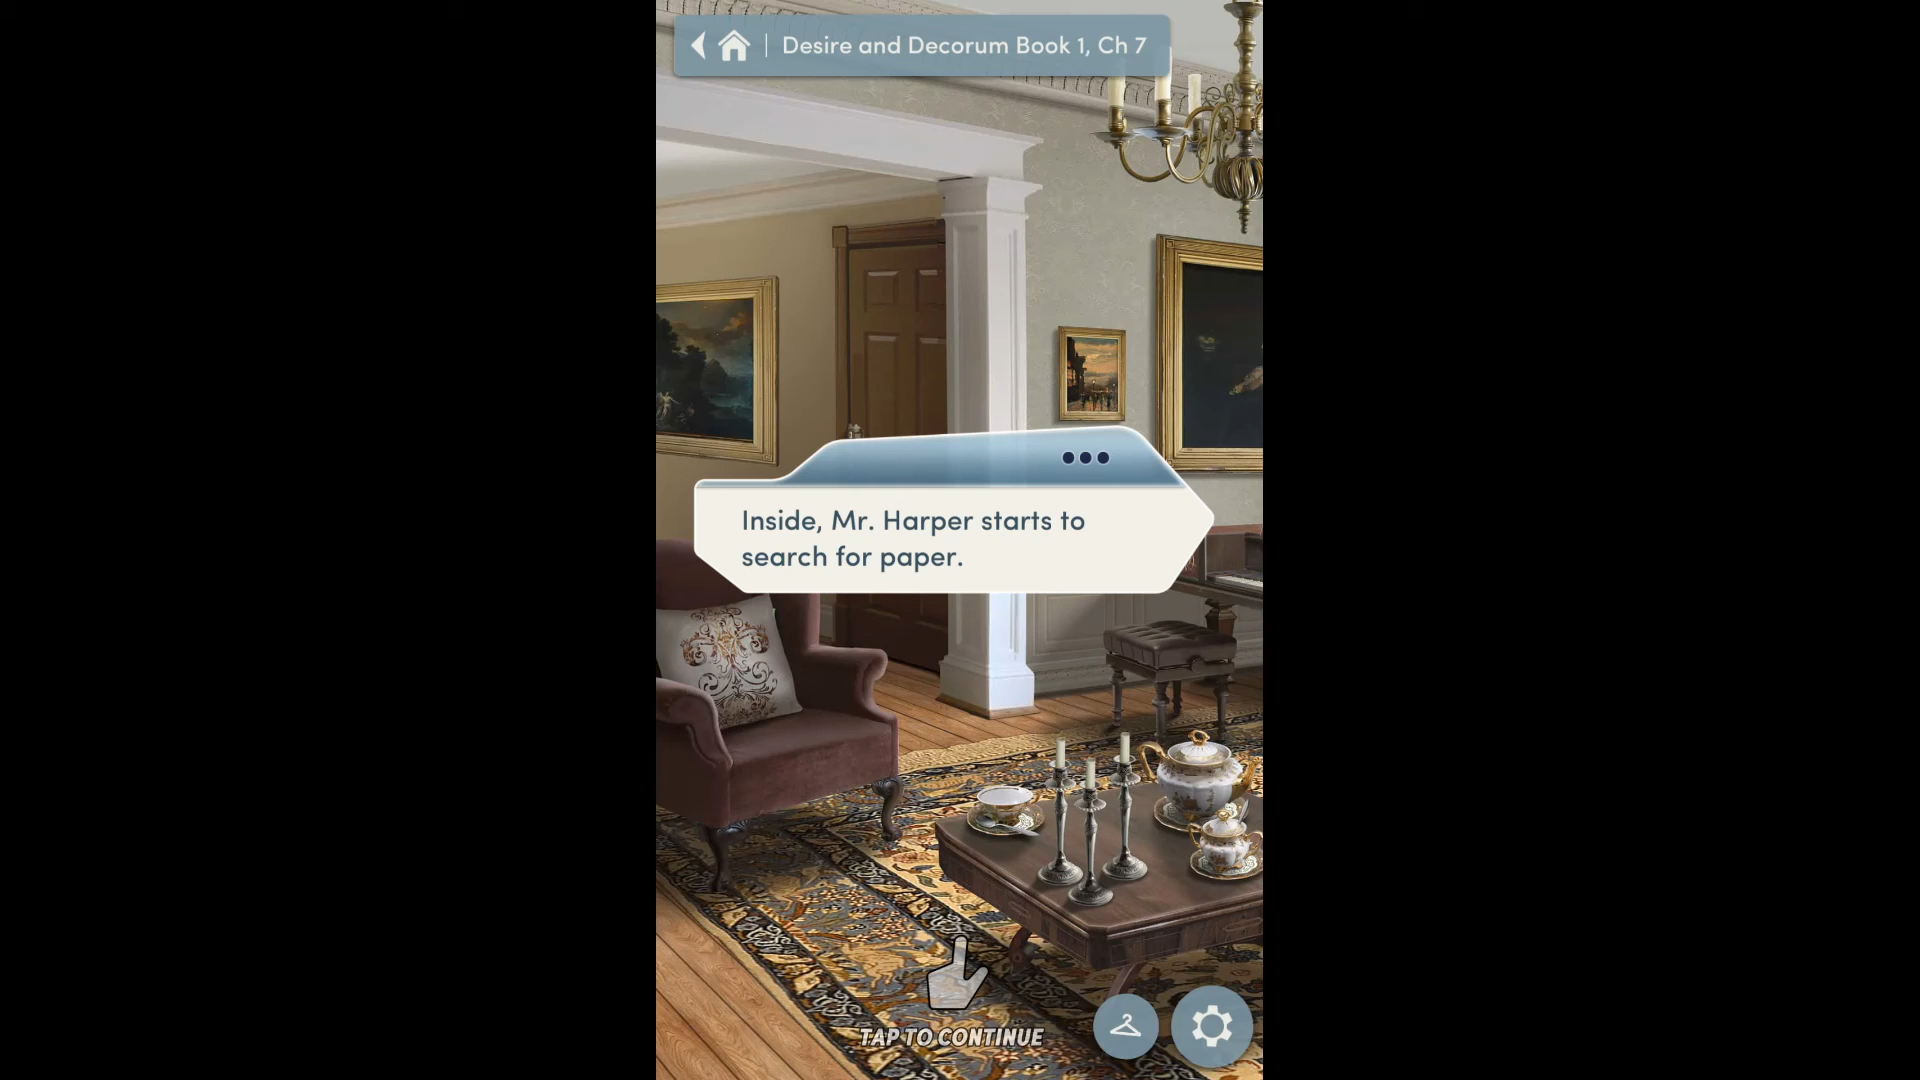 Desire and Decorum Book 1, Ch 7
Inside, Mr. Harper starts to
search for paper.
TAP TO CONTINUE